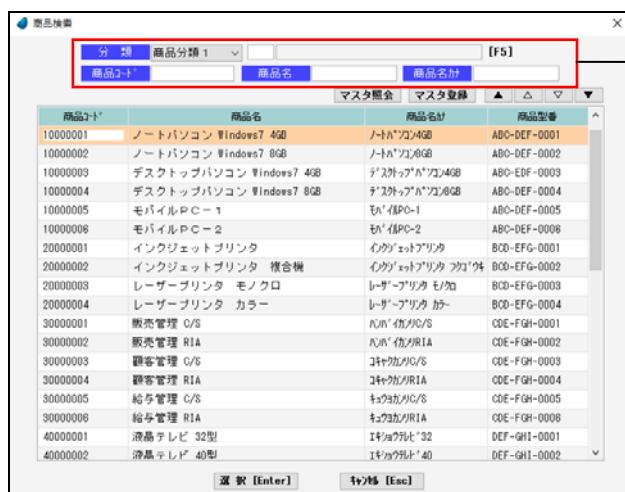 商品検索
分 類 商品分類1 [F5]
商品ｺｰﾄﾞ 商品名 商品名ｶﾅ
マスタ照会 マスタ登録 ▲ △ ▽ ▼
商品ｺｰﾄﾞ 商品名 商品名ｶﾅ 商品型番
10000001 ノートパソコン Windows7 4GB ﾉｰﾄﾊﾟｿｺﾝ4GB ABC-DEF-0001
10000002 ノートパソコン Windows7 8GB ﾉｰﾄﾊﾟｿｺﾝ8GB ABC-DEF-0002
10000003 デスクトップパソコン Windows7 4GB ﾃﾞｽｸﾄｯﾌﾟﾊﾟｿｺﾝ4GB ABC-EDF-0003
10000004 デスクトップパソコン Windows7 8GB ﾃﾞｽｸﾄｯﾌﾟﾊﾟｿｺﾝ8GB ABC-DEF-0004
10000005 モバイルPC－1 ﾓﾊﾞｲﾙPC-1 ABC-DEF-0005
10000006 モバイルPC－2 ﾓﾊﾞｲﾙPC-2 ABC-DEF-0006
20000001 インクジェットプリンタ ｲﾝｸｼﾞｪｯﾄﾌﾟﾘﾝﾀ BCD-EFG-0001
20000002 インクジェットプリンタ 複合機 ｲﾝｸｼﾞｪｯﾄﾌﾟﾘﾝﾀ ﾌｸｺﾞｳｷ BCD-EFG-0002
20000003 レーザープリンタ モノクロ ﾚｰｻﾞｰﾌﾟﾘﾝﾀ ﾓﾉｸﾛ BCD-EFG-0003
20000004 レーザープリンタ カラー ﾚｰｻﾞｰﾌﾟﾘﾝﾀ ｶﾗｰ BCD-EFG-0004
30000001 販売管理 C/S ﾊﾝﾊﾞｲｶﾝﾘC/S CDE-FGH-0001
30000002 販売管理 RIA ﾊﾝﾊﾞｲｶﾝﾘRIA CDE-FGH-0002
30000003 顧客管理 C/S ｺｷｬｸｶﾝﾘC/S CDE-FGH-0003
30000004 顧客管理 RIA ｺｷｬｸｶﾝﾘRIA CDE-FGH-0004
30000005 給与管理 C/S ｷｭｳﾖｶﾝﾘC/S CDE-FGH-0005
30000006 給与管理 RIA ｷｭｳﾖｶﾝﾘRIA CDE-FGH-0006
40000001 液晶テレビ 32型 ｴｷｼｮｳﾃﾚﾋﾞ32 DEF-GHI-0001
40000002 液晶テレビ 40型 ｴｷｼｮｳﾃﾚﾋﾞ40 DEF-GHI-0002
選 択 [Enter] ｷｬﾝｾﾙ [Esc]